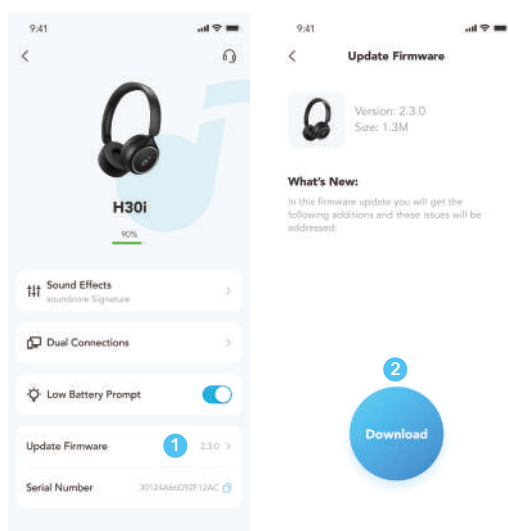 9:41
H30i
90%
Sound Effects
soundcore Signature
Dual Connections
Low Battery Prompt
Update Firmware 1 2.3.0
Serial Number
9:41
Update Firmware
Version: 2.3.0
Size: 1.3M
What's New:
In this firmware update you will get the
following additions and these issues will be
addressed:
2
Download